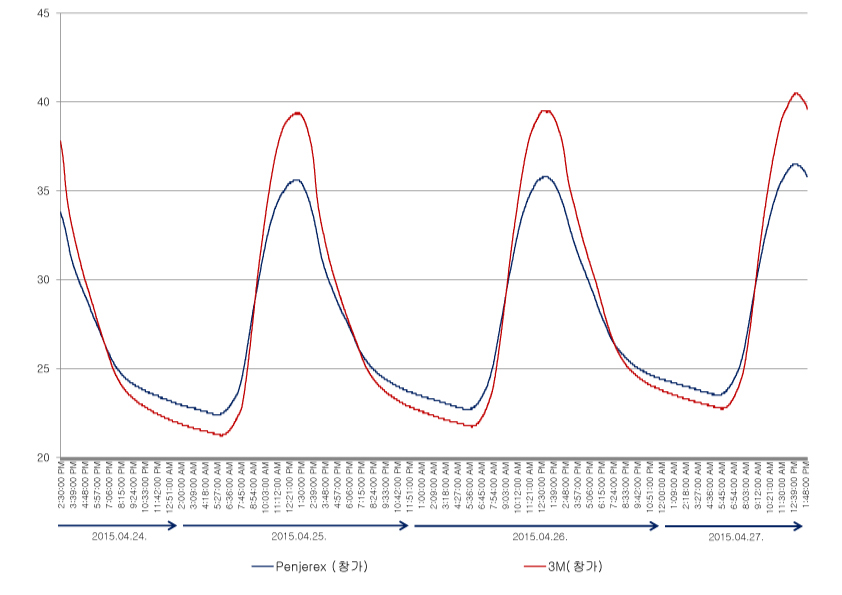 45
40
35
30
25
20
2:30:00 PM
3:39:00 PM
4:48:00 PM
5:57:00 PM
7:06:00 PM
8:15:00 PM
9:24:00 PM
10:33:00 PM
11:42:00 PM
12:51:00 AM
2:00:00 AM
3:09:00 AM
4:18:00 AM
5:27:00 AM
6:36:00 AM
7:45:00 AM
8:54:00 AM
10:03:00 AM
11:12:00 AM
12:21:00 PM
1:30:00 PM
2:39:00 PM
3:48:00 PM
4:57:00 PM
6:06:00 PM
7:15:00 PM
8:24:00 PM
9:33:00 PM
10:42:00 PM
11:51:00 PM
1:00:00 AM
2:09:00 AM
3:18:00 AM
4:27:00 AM
5:36:00 AM
6:45:00 AM
7:54:00 AM
9:03:00 AM
10:12:00 AM
11:21:00 AM
12:30:00 PM
1:39:00 PM
2:48:00 PM
3:57:00 PM
5:06:00 PM
6:15:00 PM
7:24:00 PM
8:33:00 PM
9:42:00 PM
10:51:00 PM
12:00:00 AM
1:09:00 AM
2:18:00 AM
3:27:00 AM
4:36:00 AM
5:45:00 AM
6:54:00 AM
8:03:00 AM
9:12:00 AM
10:21:00 AM
11:30:00 AM
12:39:00 PM
1:48:00 PM
2015.04.24.
2015.04.25.
2015.04.26.
2015.04.27.
Penjerex (창가)
3M(창가)